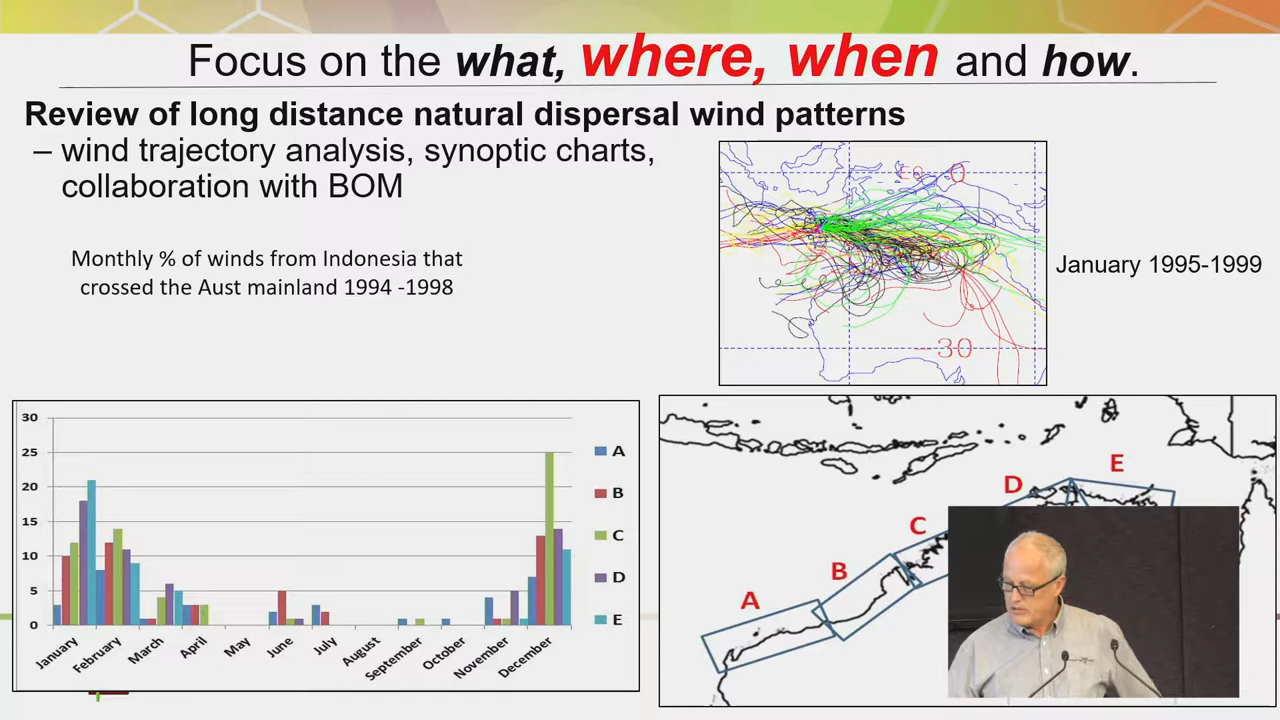 Focus on the what, where, when and how.
Review of long distance natural dispersal wind patterns
– wind trajectory analysis, synoptic charts,
collaboration with BOM
Monthly % of winds from Indonesia that
crossed the Aust mainland 1994 -1998
EQ 0
-30
January 1995-1999
30
25
20
15
10
5
0
January
February
March
April
May
June
July
August
September
October
November
December
A
B
C
D
E
A
B
C
D
E